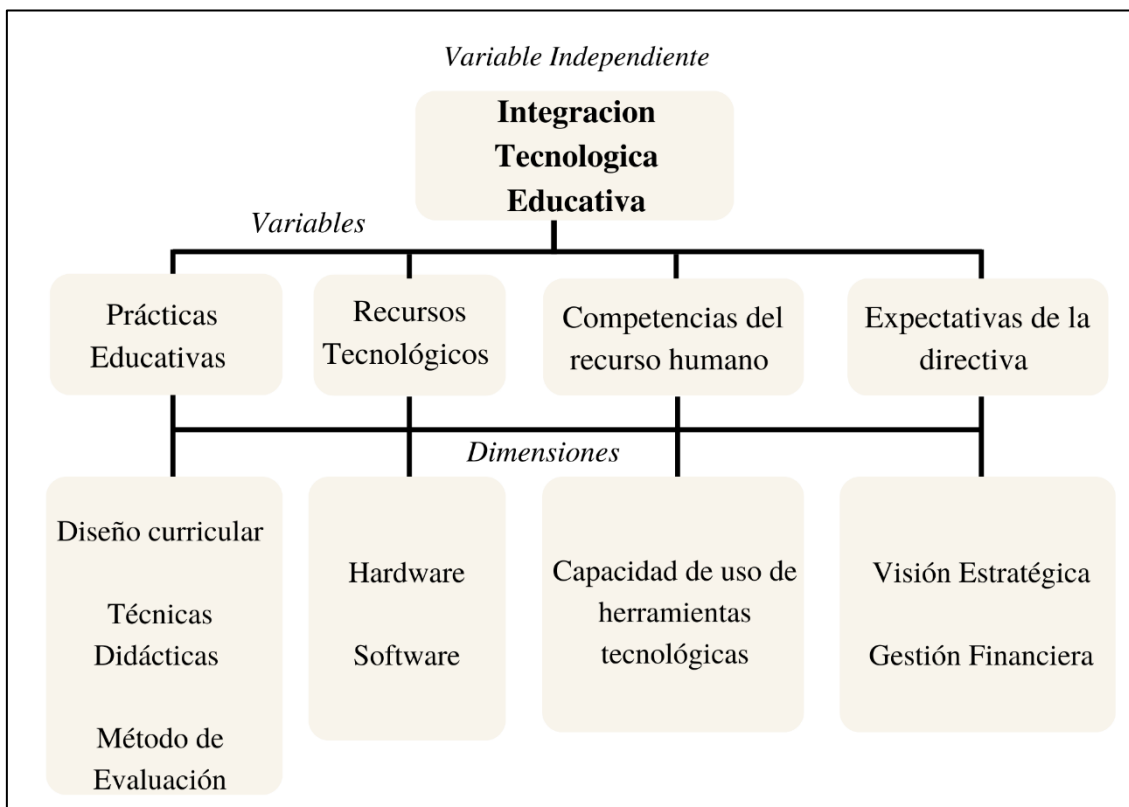 Variable Independiente
Integracion
Tecnologica
Educativa
Variables
Prácticas
Educativas
Recursos
Tecnológicos
Competencias del
recurso humano
Expectativas de la
directiva
Dimensiones
Diseño curricular
Técnicas
Didácticas
Método de
Evaluación
Hardware
Software
Capacidad de uso de
herramientas
tecnológicas
Visión Estratégica
Gestión Financiera